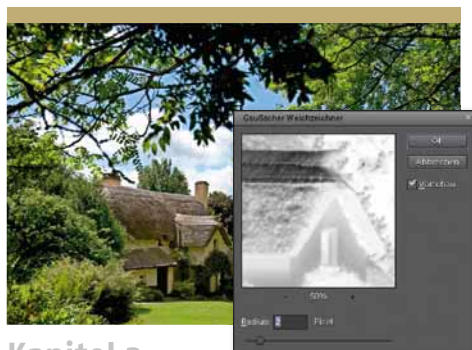 Gaußscher Weichzeichner
OK
Abbrechen
Vorschau
50%
Radius: 2 Pixel
Kapitel